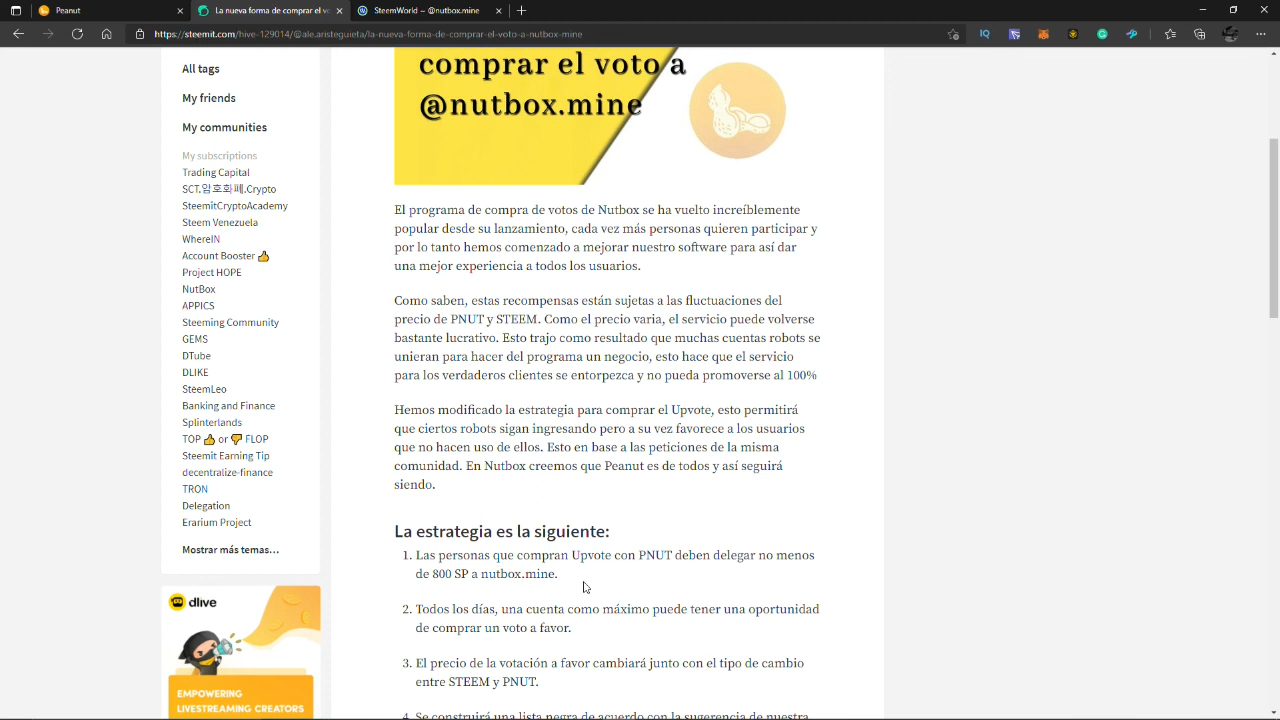 Peanut
La nueva forma de comprar el vo
SteemWorld ~ @nutbox.mine
https://steemit.com/hive-129014/@ale.aristeguieta/la-nueva-forma-de-comprar-el-voto-a-nutbox-mine
All tags
My friends
My communities
My subscriptions
Trading Capital
SCT.암호화폐.Crypto
SteemitCryptoAcademy
Steem Venezuela
WhereIN
Account Booster 👍
Project HOPE
NutBox
APPICS
Steeming Community
GEMS
DTube
DLIKE
SteemLeo
Banking and Finance
Splinterlands
TOP 👍 or 👎 FLOP
Steemit Earning Tip
decentralize-finance
TRON
Delegation
Erarium Project
Mostrar más temas...
dlive
EMPOWERING
LIVESTREAMING CREATORS
comprar el voto a
@nutbox.mine
El programa de compra de votos de Nutbox se ha vuelto increíblemente
popular desde su lanzamiento, cada vez más personas quieren participar y
por lo tanto hemos comenzado a mejorar nuestro software para así dar
una mejor experiencia a todos los usuarios.
Como saben, estas recompensas están sujetas a las fluctuaciones del
precio de PNUT y STEEM. Como el precio varia, el servicio puede volverse
bastante lucrativo. Esto trajo como resultado que muchas cuentas robots se
unieran para hacer del programa un negocio, esto hace que el servicio
para los verdaderos clientes se entorpezca y no pueda promoverse al 100%
Hemos modificado la estrategia para comprar el Upvote, esto permitirá
que ciertos robots sigan ingresando pero a su vez favorece a los usuarios
que no hacen uso de ellos. Esto en base a las peticiones de la misma
comunidad. En Nutbox creemos que Peanut es de todos y así seguirá
siendo.
La estrategia es la siguiente:
1. Las personas que compran Upvote con PNUT deben delegar no menos
de 800 SP a nutbox.mine.
2. Todos los días, una cuenta como máximo puede tener una oportunidad
de comprar un voto a favor.
3. El precio de la votación a favor cambiará junto con el tipo de cambio
entre STEEM y PNUT.
4. Se construirá una lista negra de acuerdo con la sugerencia de nuestra